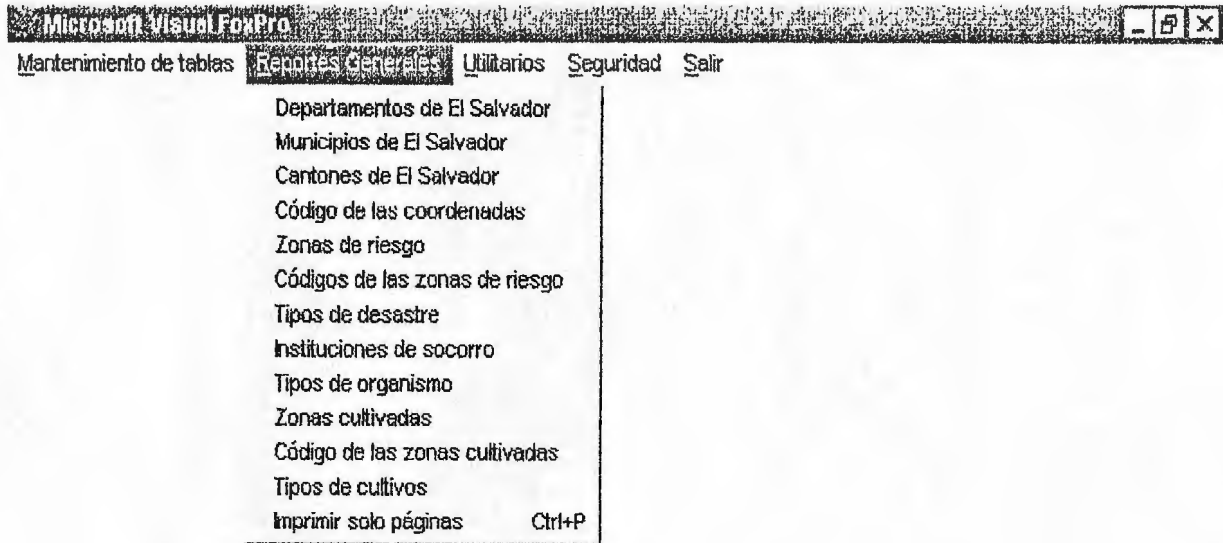 Microsoft Visual FoxPro
Mantenimiento de tablas Reportes Generales Utilitarios Seguridad Salir
Departamentos de El Salvador
Municipios de El Salvador
Cantones de El Salvador
Código de las coordenadas
Zonas de riesgo
Códigos de las zonas de riesgo
Tipos de desastre
Instituciones de socorro
Tipos de organismo
Zonas cultivadas
Código de las zonas cultivadas
Tipos de cultivos
Imprimir solo páginas Ctrl+P